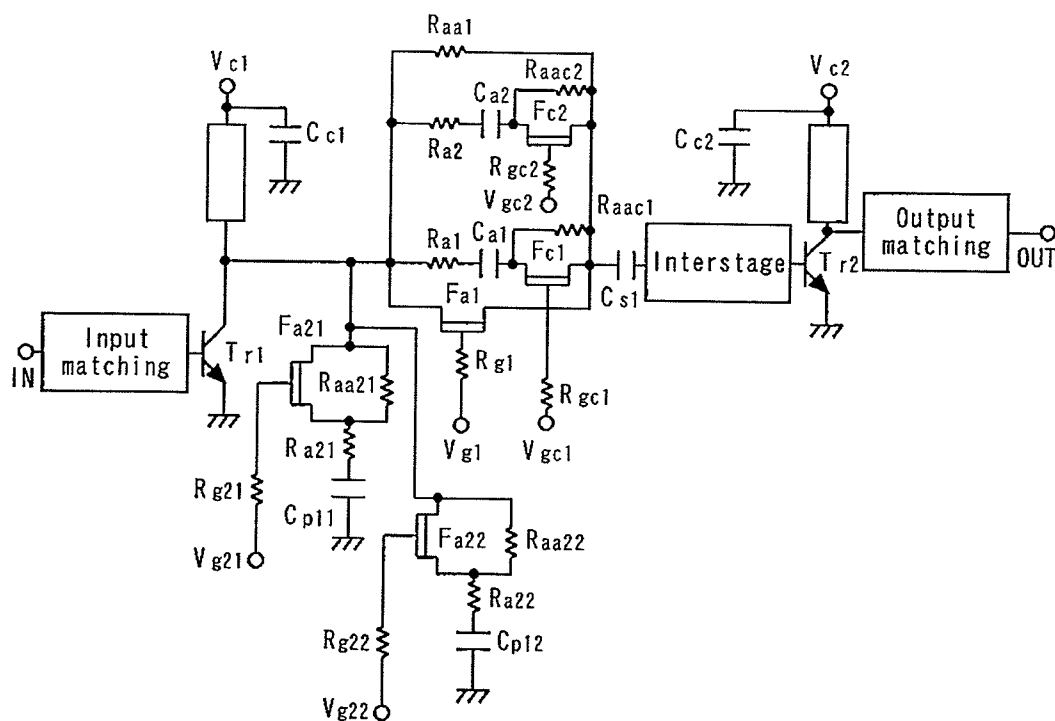 Raa1
Vc1
Raac2
Vc2
Ca2
Fc2
Cc1
Cc2
Ra2
Rgc2
Vgc2
Raac1
Ca1
Output
matching
Ra1
Fc1
OUT
Interstage
Tr2
Fa1
Cs1
Input
matching
Fa21
Tr1
IN
Raa21
Rg1
Rgc1
Ra21
Vg1
Vgc1
Rg21
Cp11
Vg21
Fa22
Raa22
Ra22
Rg22
Cp12
Vg22